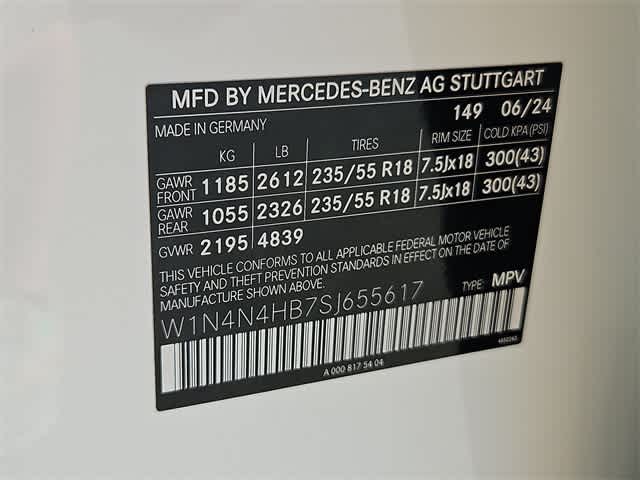 MFD BY MERCEDES-BENZ AG STUTTGART
149 06/24
MADE IN GERMANY
KG LB TIRES RIM SIZE COLD KPA (PSI)
GAWR FRONT 1185 2612 235/55 R18 7.5Jx18 300(43)
GAWR REAR 1055 2326 235/55 R18 7.5Jx18 300(43)
GVWR 2195 4839
THIS VEHICLE CONFORMS TO ALL APPLICABLE FEDERAL MOTOR VEHICLE
SAFETY AND THEFT PREVENTION STANDARDS IN EFFECT ON THE DATE OF
MANUFACTURE SHOWN ABOVE.
W1N4N4HB7SJ655617 TYPE: MPV
A 000 817 54 04